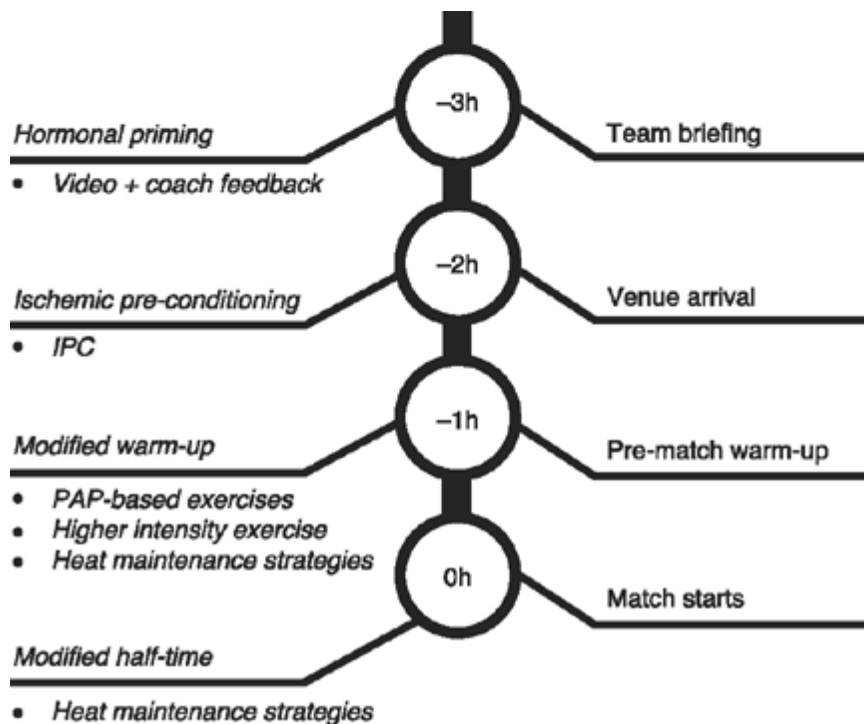 –3h
Hormonal priming
Team briefing
• Video + coach feedback
–2h
Ischemic pre-conditioning
Venue arrival
• IPC
–1h
Modified warm-up
Pre-match warm-up
• PAP-based exercises
• Higher intensity exercise
• Heat maintenance strategies
0h
Match starts
Modified half-time
• Heat maintenance strategies